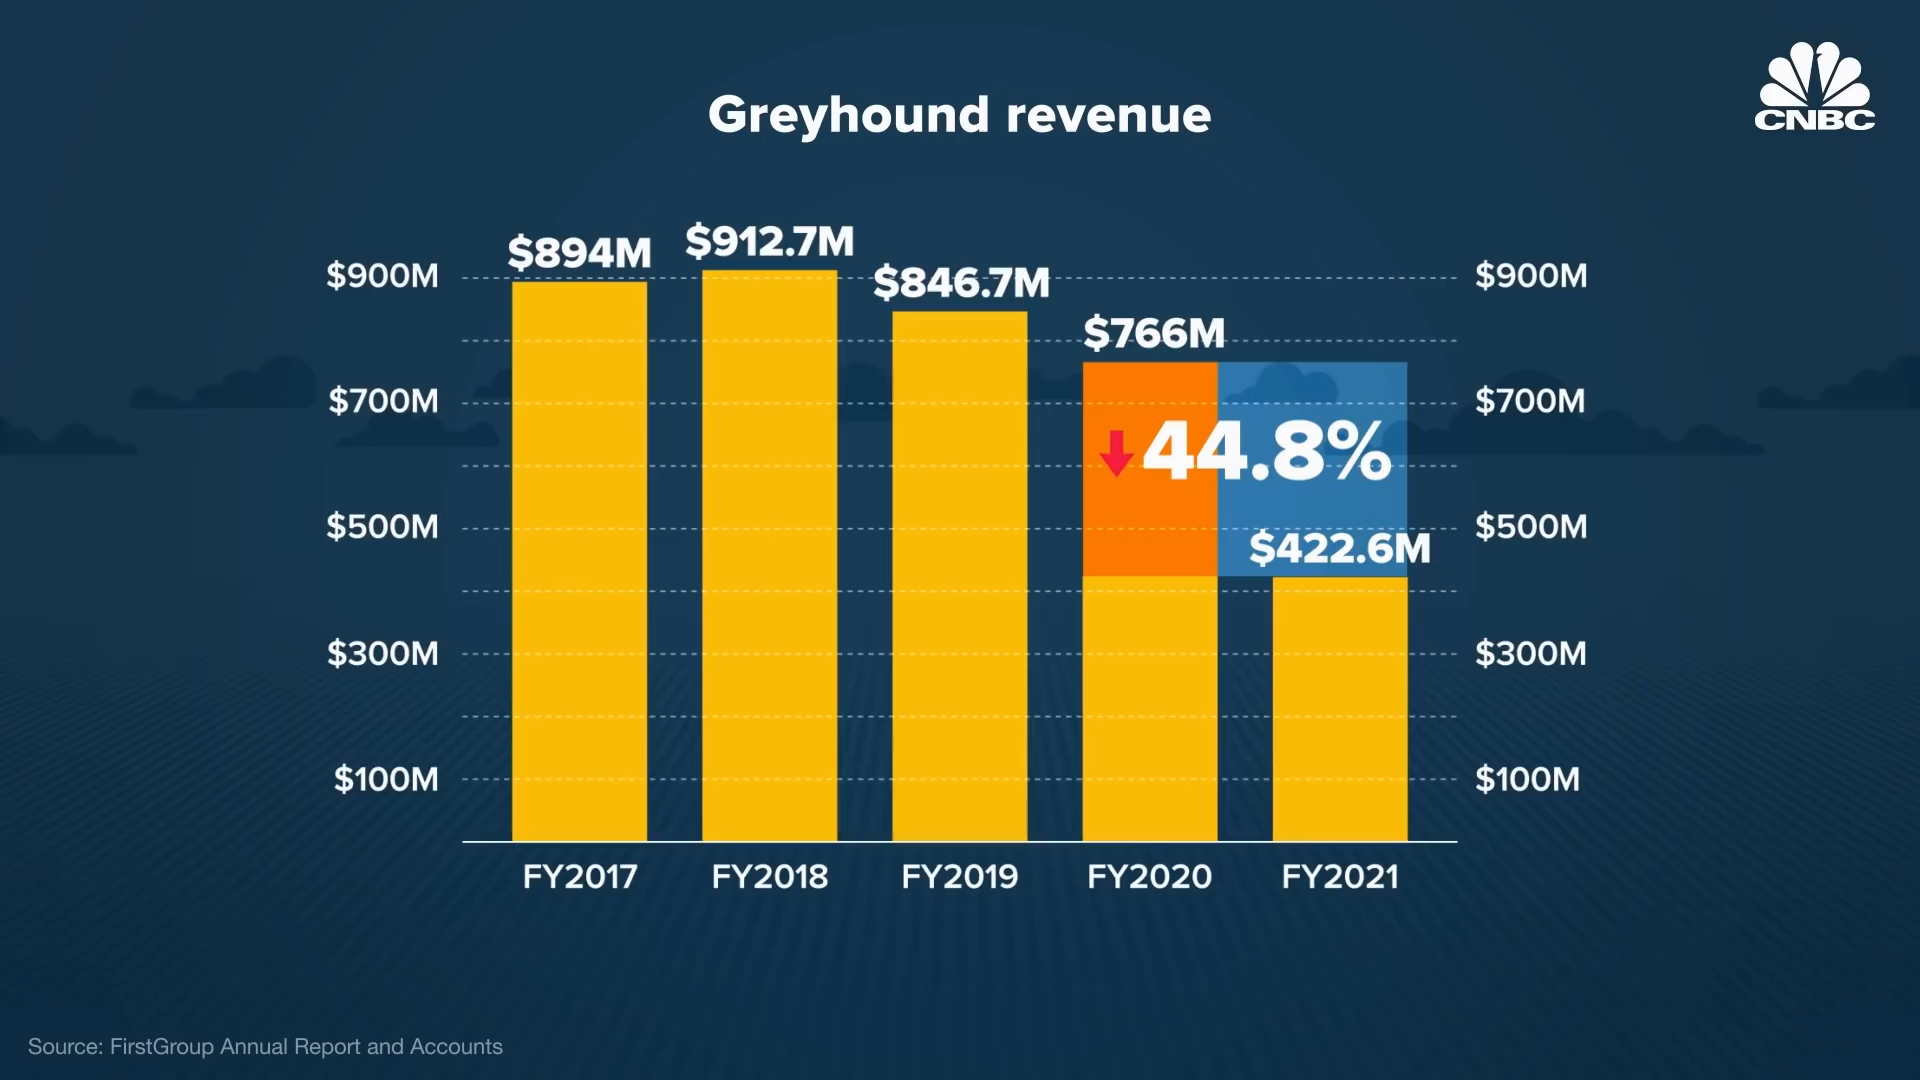 Greyhound revenue
CNBC
$894M
$912.7M
$846.7M
$766M
44.8%
$422.6M
$900M
$700M
$500M
$300M
$100M
$900M
$700M
$500M
$300M
$100M
FY2017
FY2018
FY2019
FY2020
FY2021
Source: FirstGroup Annual Report and Accounts